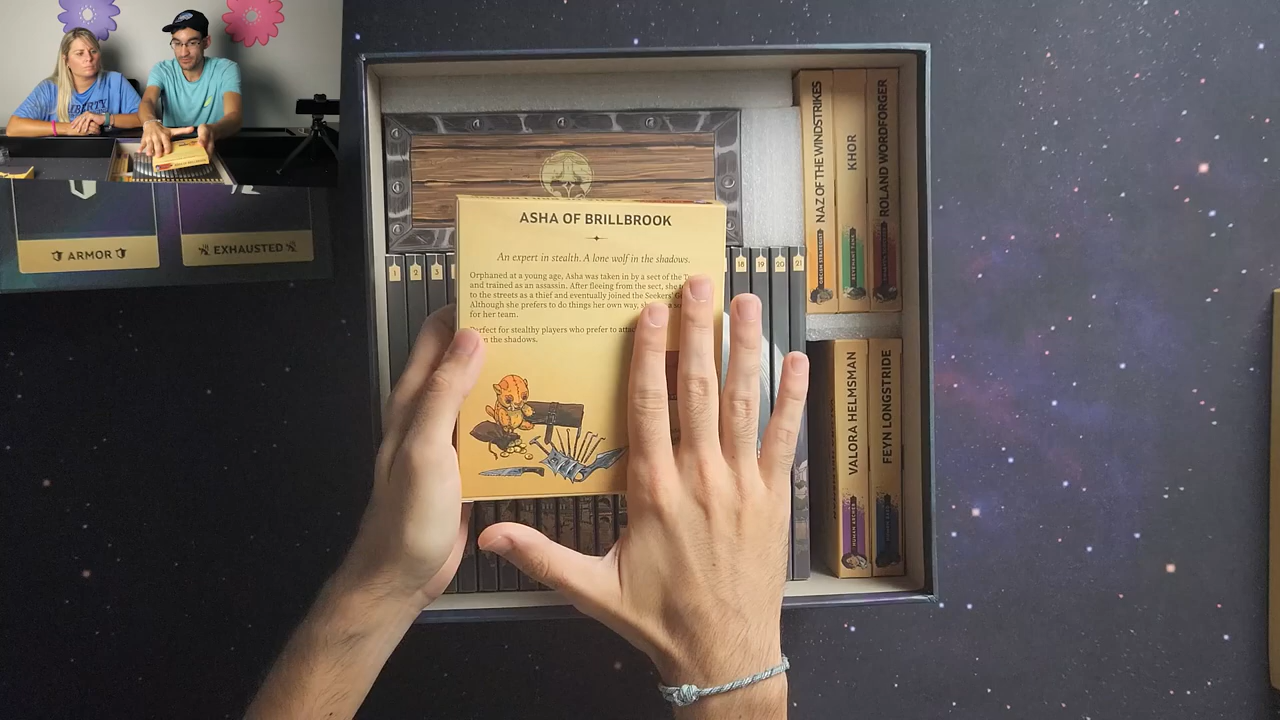 LIBERTY
ARMOR
EXHAUSTED
ASHA OF BRILLBROOK
An expert in stealth. A lone wolf in the shadows.
Orphaned at a young age, Asha was taken in by a sect of the
and trained as an assassin. After fleeing from the sect, she
to the streets as a thief and eventually joined the Seekers'
Although she prefers to do things her own way,
for her team.
Perfect for stealthy players who prefer to
the shadows.
1
2
3
18
19
20
21
NAZ OF THE WINDSTRIKES
KHOR
ROLAND WORDFORGER
VALORA HELMSMAN
FEYN LONGSTRIDE